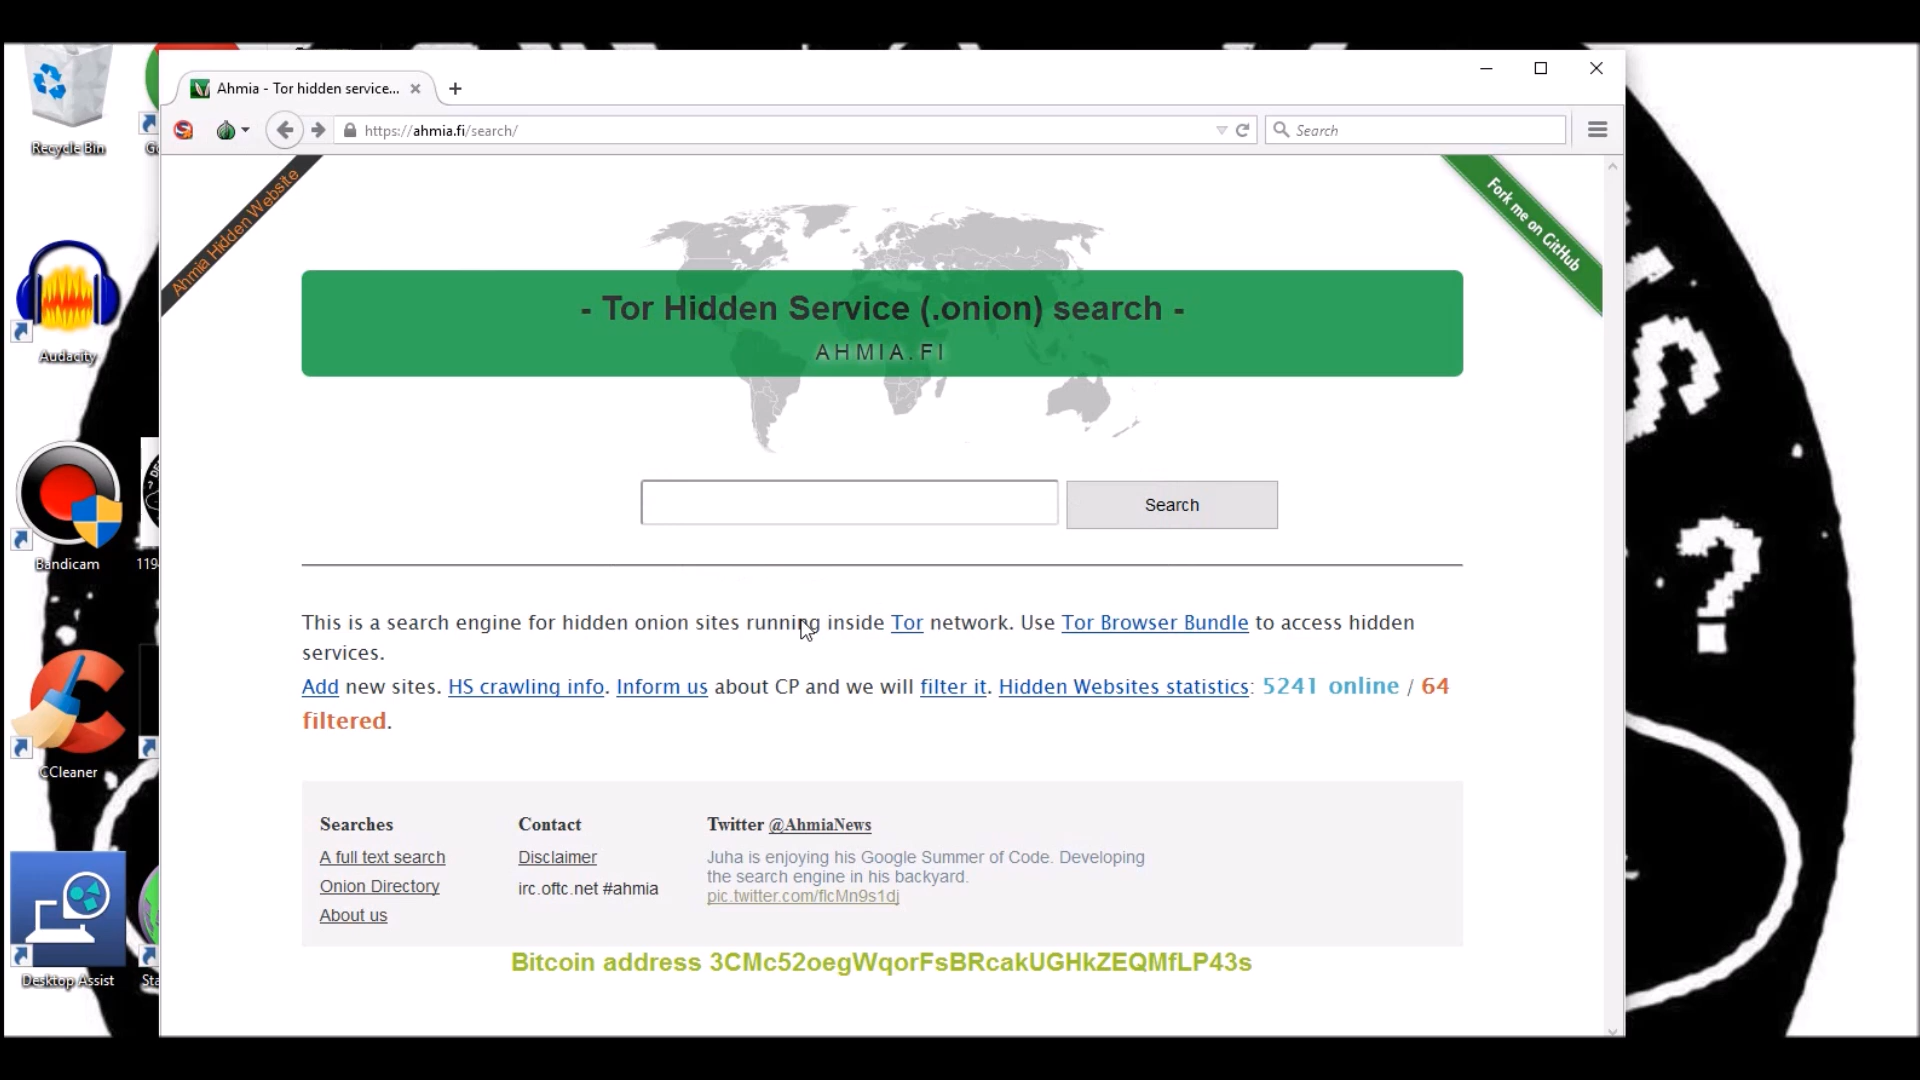 Ahmia - Tor hidden service...
https://ahmia.fi/search/
Search
Recycle Bin
Audacity
Bandicam
119
CCleaner
Desktop Assist
Sta
Ahmia Hidden Website
Fork me on GitHub
- Tor Hidden Service (.onion) search -
AHMIA.FI
Search
This is a search engine for hidden onion sites running inside Tor network. Use Tor Browser Bundle to access hidden
services.
Add new sites. HS crawling info. Inform us about CP and we will filter it. Hidden Websites statistics: 5241 online / 64
filtered.
Searches
A full text search
Onion Directory
About us
Contact
Disclaimer
irc.oftc.net #ahmia
Twitter @AhmiaNews
Juha is enjoying his Google Summer of Code. Developing
the search engine in his backyard.
pic.twitter.com/flcMn9s1dj
Bitcoin address 3CMc52oegWqorFsBRcakUGHkZEQMfLP43s
?